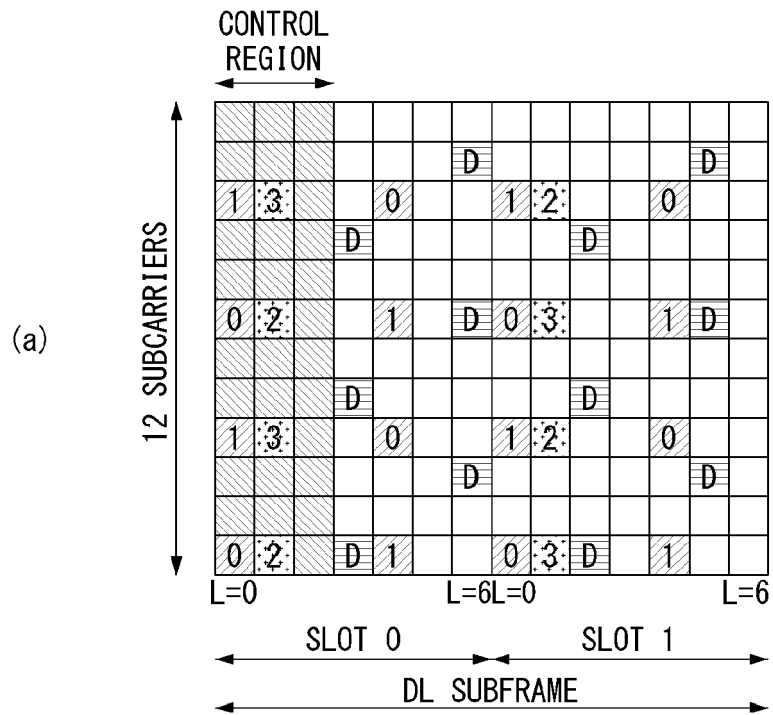 CONTROL
REGION
D D
1 3 0 1 2 0
D D
12 SUBCARRIERS
(a)
0 2 1 D 0 3 1 D
D D
1 3 0 1 2 0
D D
0 2 D 1 0 3 D 1
L=0 L=6 L=0 L=6
SLOT 0 SLOT 1
DL SUBFRAME